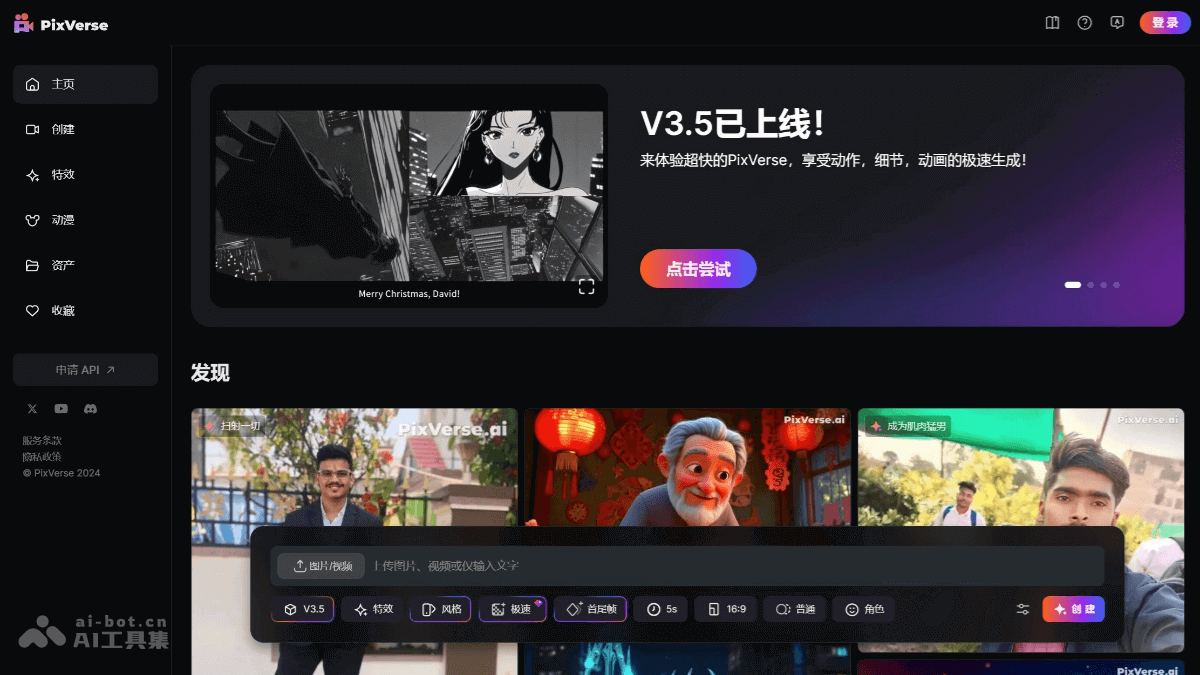 PixVerse
登录
主页
创建
特效
动漫
资产
收藏
申请 API ↗
服务条款
隐私政策
© PixVerse 2024
Merry Christmas, David!
V3.5已上线！
来体验超快的PixVerse，享受动作，细节，动画的极速生成！
点击尝试
发现
扫射一切
PixVerse.ai
PixVerse.ai
成为肌肉猛男
PixVerse.ai
图片/视频
上传图片、视频或仅输入文字
V3.5
特效
风格
极速
首尾帧
5s
16:9
普通
角色
创建
PixVerse.ai
ai-bot.cn
AI工具集